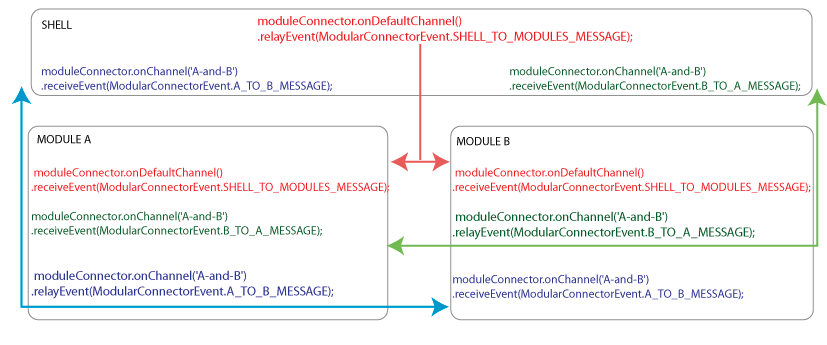 SHELL
moduleConnector.onDefaultChannel()
.relayEvent(ModularConnectorEvent.SHELL_TO_MODULES_MESSAGE);
moduleConnector.onChannel('A-and-B')
.receiveEvent(ModularConnectorEvent.A_TO_B_MESSAGE);
moduleConnector.onChannel('A-and-B')
.receiveEvent(ModularConnectorEvent.B_TO_A_MESSAGE);
MODULE A
moduleConnector.onDefaultChannel()
.receiveEvent(ModularConnectorEvent.SHELL_TO_MODULES_MESSAGE);
moduleConnector.onChannel('A-and-B')
.receiveEvent(ModularConnectorEvent.B_TO_A_MESSAGE);
moduleConnector.onChannel('A-and-B')
.relayEvent(ModularConnectorEvent.A_TO_B_MESSAGE);
MODULE B
moduleConnector.onDefaultChannel()
.receiveEvent(ModularConnectorEvent.SHELL_TO_MODULES_MESSAGE);
moduleConnector.onChannel('A-and-B')
.relayEvent(ModularConnectorEvent.B_TO_A_MESSAGE);
moduleConnector.onChannel('A-and-B')
.receiveEvent(ModularConnectorEvent.A_TO_B_MESSAGE);